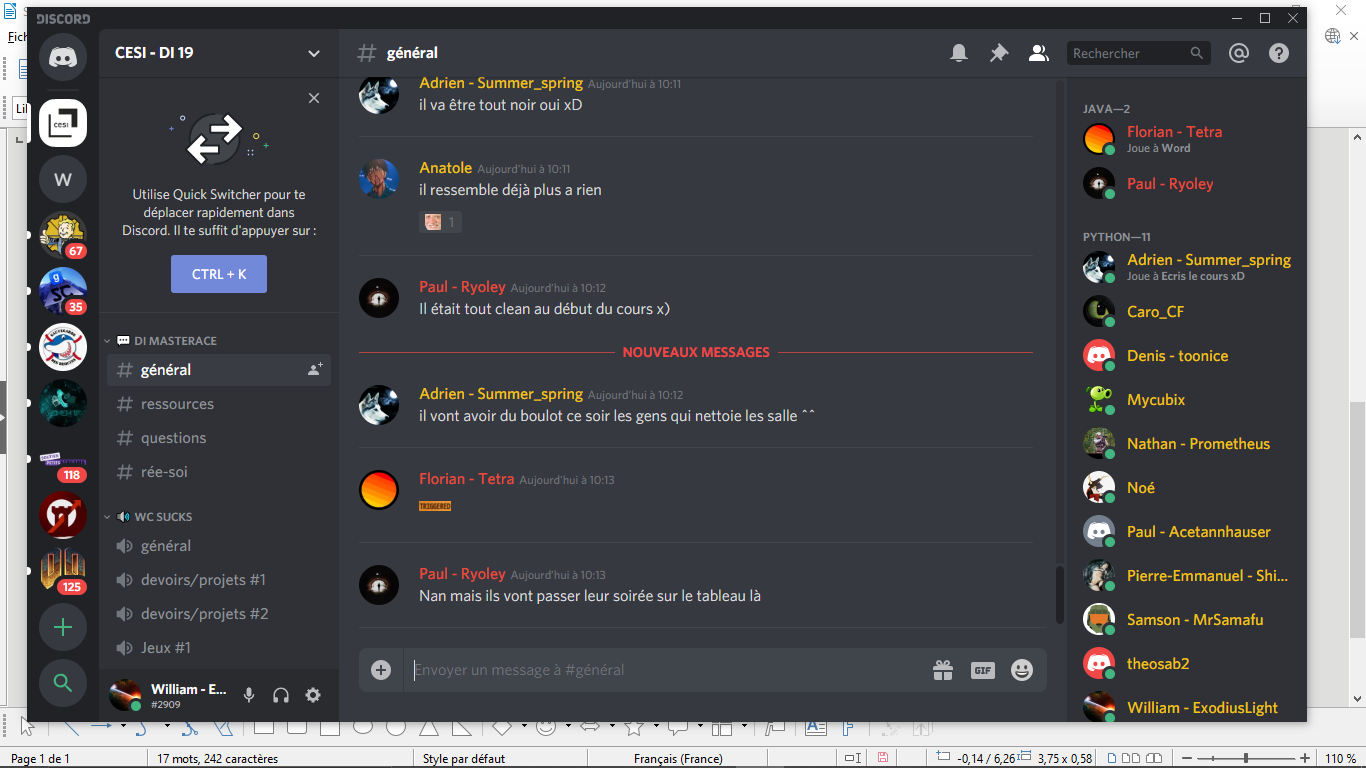 DISCORD
Fich
Lil
cesi
W
67
35
118
125
CESI - DI 19
Utilise Quick Switcher pour te
déplacer rapidement dans
Discord. Il te suffit d'appuyer sur :
CTRL + K
DI MASTERACE
# général
# ressources
# questions
# rée-soi
WC SUCKS
général
devoirs/projets #1
devoirs/projets #2
Jeux #1
William - E...
#2909
# général
Rechercher
Adrien - Summer_spring Aujourd'hui à 10:11
il va être tout noir oui xD
Anatole Aujourd'hui à 10:11
il ressemble déjà plus a rien
1
Paul - Ryoley Aujourd'hui à 10:12
Il était tout clean au début du cours x)
NOUVEAUX MESSAGES
Adrien - Summer_spring Aujourd'hui à 10:12
il vont avoir du boulot ce soir les gens qui nettoie les salle ^^
Florian - Tetra Aujourd'hui à 10:13
TRIGGERED
Paul - Ryoley Aujourd'hui à 10:13
Nan mais ils vont passer leur soirée sur le tableau là
Envoyer un message à #général
GIF
JAVA—2
Florian - Tetra
Joue à Word
Paul - Ryoley
PYTHON—11
Adrien - Summer_spring
Joue à Ecris le cours xD
Caro_CF
Denis - toonice
Mycubix
Nathan - Prometheus
Noé
Paul - Acetannhauser
Pierre-Emmanuel - Shi...
Samson - MrSamafu
theosab2
William - ExodiusLight
Page 1 de 1
17 mots, 242 caractères
Style par défaut
Français (France)
-0,14 / 6,26
3,75 x 0,58
110 %